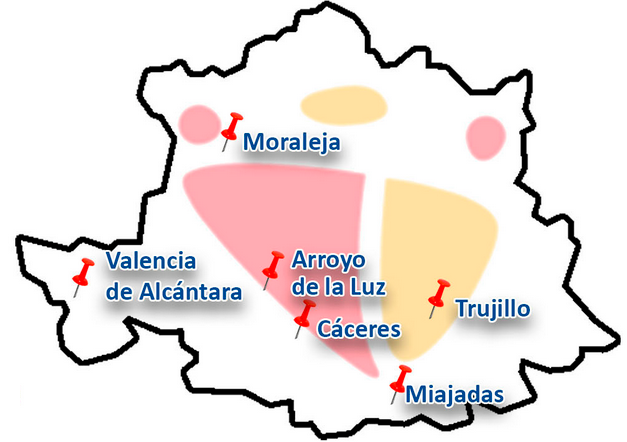 Moraleja
Valencia
de Alcántara
Arroyo
de la Luz
Cáceres
Trujillo
Miajadas